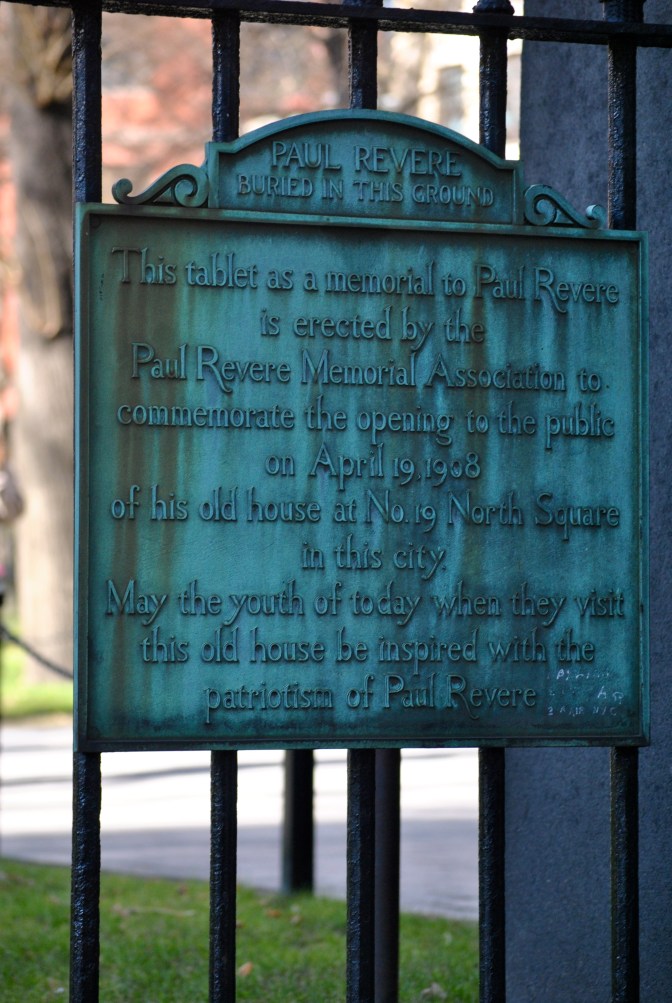 PAUL REVERE
BURIED IN THIS GROUND
This tablet as a memorial to Paul Revere
is erected by the
Paul Revere Memorial Association to
commemorate the opening to the public
on April 19, 1908
of his old house at No. 19 North Square
in this city.
May the youth of today when they visit
this old house be inspired with the
patriotism of Paul Revere